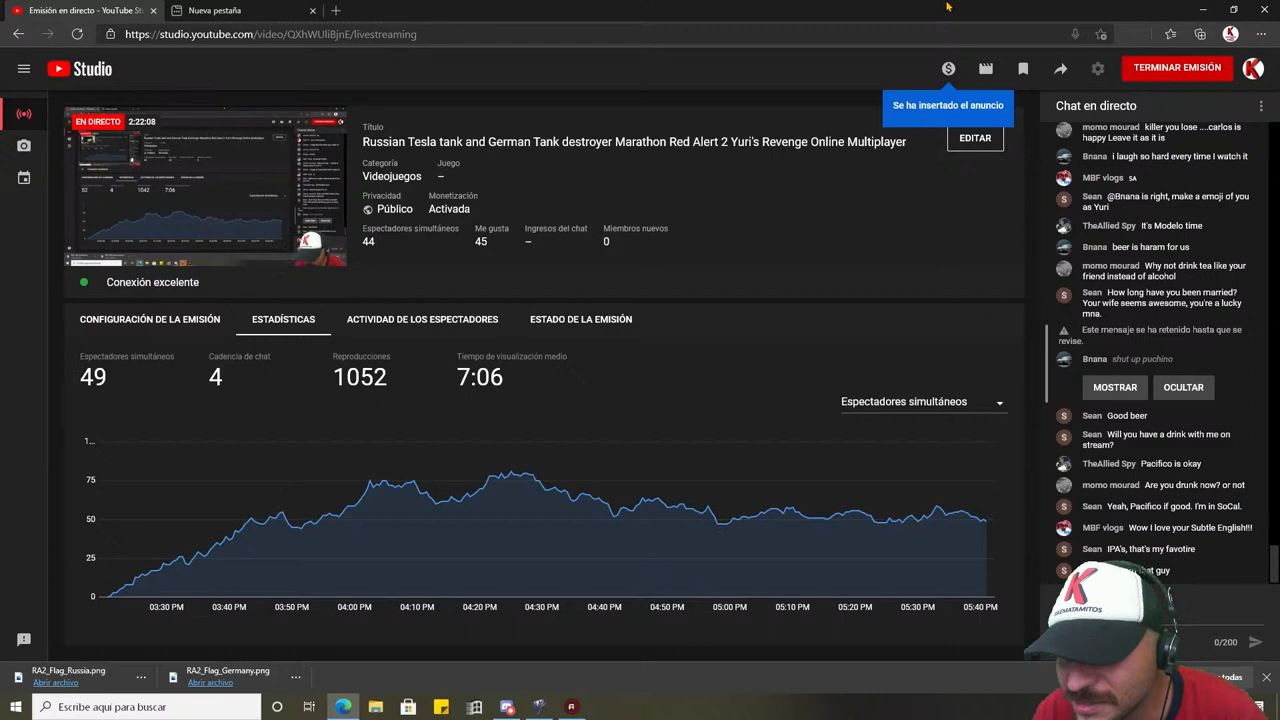 Emisión en directo - YouTube St
Nueva pestaña
https://studio.youtube.com/video/QXhWUliBjnE/livestreaming
Studio
TERMINAR EMISIÓN
Se ha insertado el anuncio
EDITAR
EN DIRECTO
2:22:08
Título
Russian Tesla tank and German Tank destroyer Marathon Red Alert 2 Yuri's Revenge Online Multiplayer
Categoría
Juego
Videojuegos
–
Privacidad
Monetización
Público
Activada
Espectadores simultáneos
Me gusta
Ingresos del chat
Miembros nuevos
44
45
–
0
Conexión excelente
CONFIGURACIÓN DE LA EMISIÓN
ESTADÍSTICAS
ACTIVIDAD DE LOS ESPECTADORES
ESTADO DE LA EMISIÓN
Espectadores simultáneos
Cadencia de chat
Reproducciones
Tiempo de visualización medio
49
4
1052
7:06
Espectadores simultáneos
1...
75
50
25
0
03:30 PM
03:40 PM
03:50 PM
04:00 PM
04:10 PM
04:20 PM
04:30 PM
04:40 PM
04:50 PM
05:00 PM
05:10 PM
05:20 PM
05:30 PM
05:40 PM
Chat en directo
momo mourad killer you lose ....carlos is
happy Leave it as it is
Bnana i laugh so hard every time I watch it
MBF vlogs sᴀ
Sean @Bnana is right, make a emoji of you
as Yuri
TheAllied Spy It's Modelo time
Bnana beer is haram for us
momo mourad Why not drink tea like your
friend instead of alcohol
Sean How long have you been married?
Your wife seems awesome, you're a lucky
mna.
Este mensaje se ha retenido hasta que se
revise.
Bnana shut up puchino
MOSTRAR
OCULTAR
Sean Good beer
Sean Will you have a drink with me on
stream?
TheAllied Spy Pacifico is okay
momo mourad Are you drunk now? or not
Sean Yeah, Pacifico if good. I'm in SoCal.
MBF vlogs Wow I love your Subtle English!!!
Sean IPA's, that's my favotire
that guy
0/200
K
KREMATAMITOS
RA2_Flag_Russia.png
Abrir archivo
RA2_Flag_Germany.png
Abrir archivo
todas
Escribe aquí para buscar